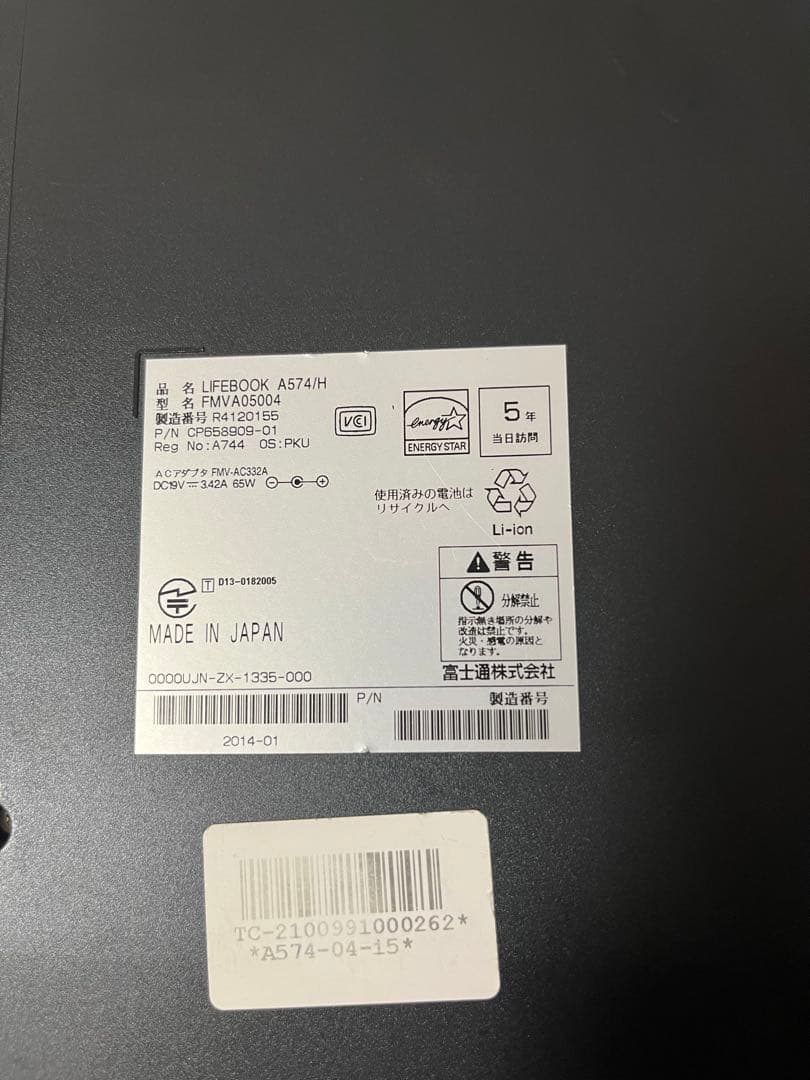 品 名 LIFEBOOK A574/H
型 名 FMVA05004
製造番号 R4120155
P/N CP658909-01
Reg No:A744 OS:PKU
VCI
energy
ENERGY STAR
5年
当日訪問
ACアダプタ FMV-AC332A
DC19V 3.42A 65W
使用済みの電池は
リサイクルへ
Li-ion
警告
分解禁止
指示無き場所の分解や
改造は禁止です。
火災・感電の原因と
なります。
T D13-0182005
MADE IN JAPAN
富士通株式会社
0000UJN-ZX-1335-000
P/N
製造番号
2014-01
TC-2100991000262*
*A574-04-i5*